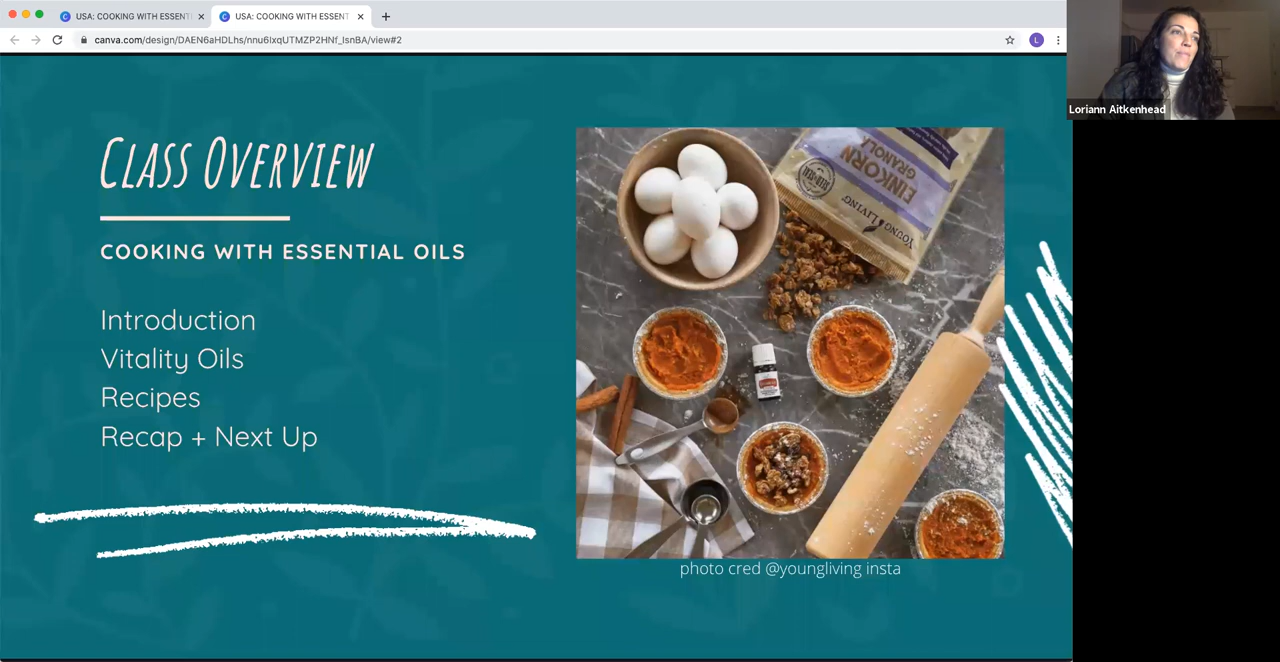 USA: COOKING WITH ESSENT
USA: COOKING WITH ESSENT
canva.com/design/DAEN6aHDLhs/nnu6IxqUTMZP2HNf_IsnBA/view#2
L
Loriann Aitkenhead
Class Overview
COOKING WITH ESSENTIAL OILS
Introduction
Vitality Oils
Recipes
Recap + Next Up
EINKORN
GRANOLA
YOUNG LIVING
photo cred @youngliving insta